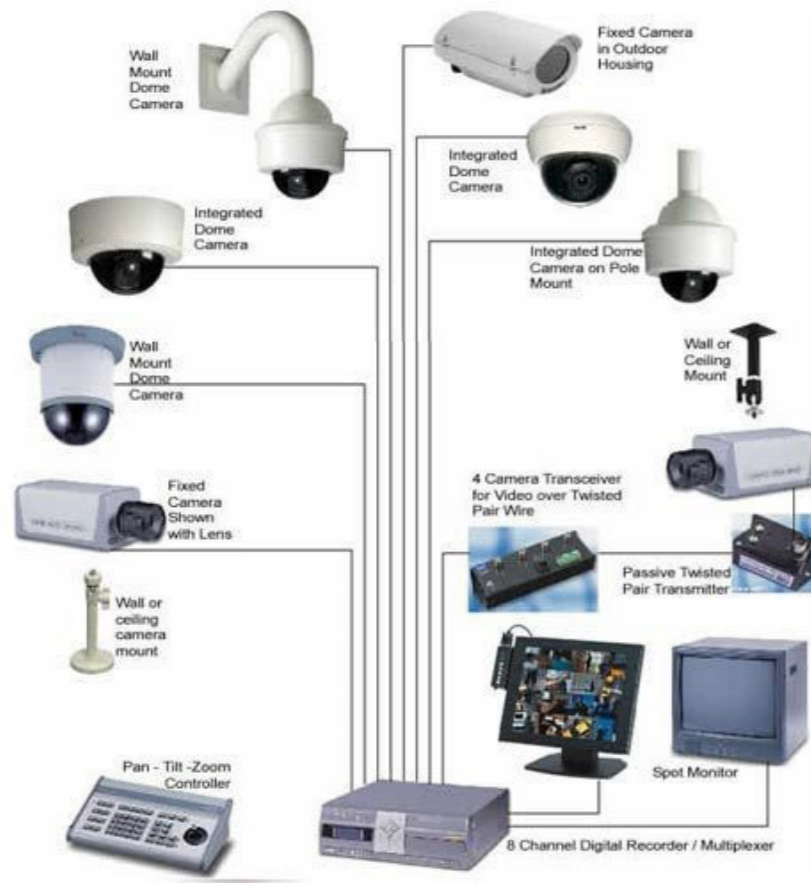 Wall
Mount
Dome
Camera
Fixed Camera
in Outdoor
Housing
Integrated
Dome
Camera
Integrated
Dome
Camera
Integrated Dome
Camera on Pole
Mount
Wall
Mount
Dome
Camera
Wall or
Ceiling
Mount
Fixed
Camera
Shown
with Lens
4 Camera Transceiver
for Video over Twisted
Pair Wire
Passive Twisted
Pair Transmitter
Wall or
ceiling
camera
mount
Pan - Tilt -Zoom
Controller
Spot Monitor
8 Channel Digital Recorder / Multiplexer